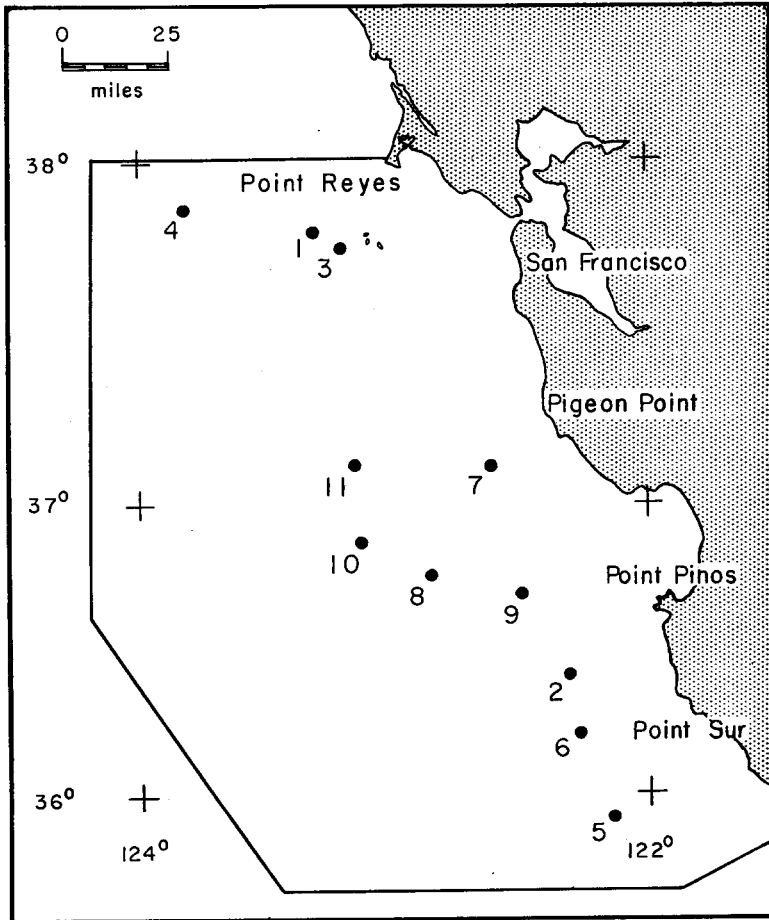 0 25
miles
38°
Point Reyes
4
1
3
San Francisco
Pigeon Point
11
7
37°
10
8
9
Point Pinos
2
6
Point Sur
36°
5
124°
122°